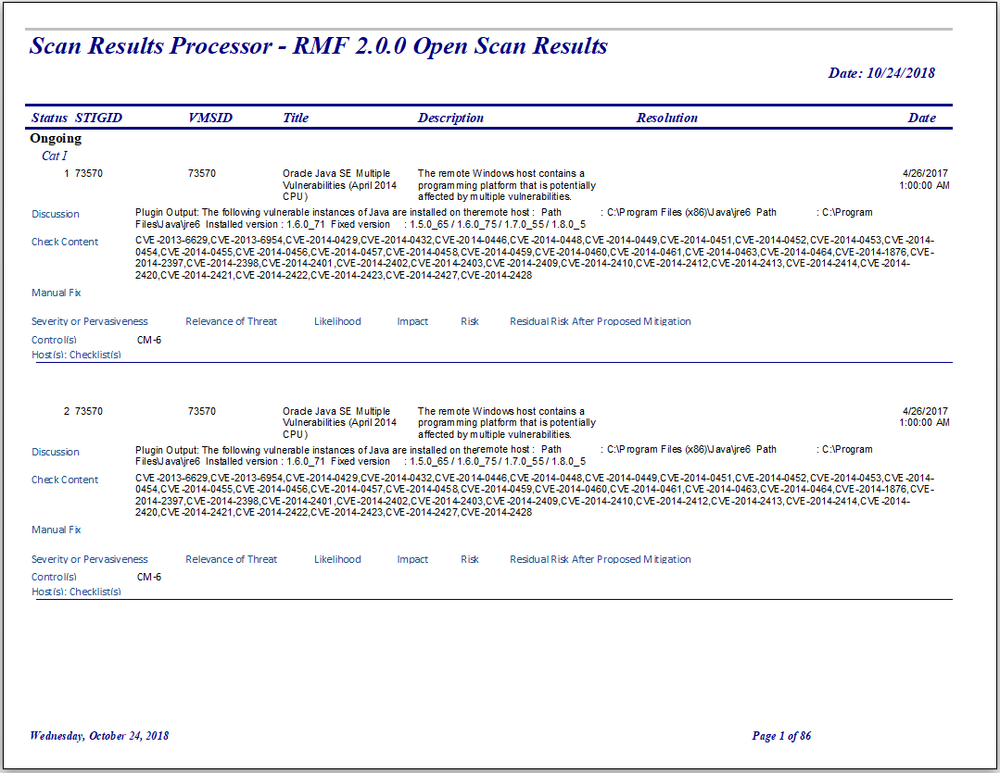 Scan Results Processor - RMF 2.0.0 Open Scan Results
Date: 10/24/2018
Status STIGID VMSID Title Description Resolution Date
Ongoing
Cat I
1 73570 73570 Oracle Java SE Multiple The remote Windows host contains a 4/26/2017
Vulnerabilities (April 2014 programming platform that is potentially 1:00:00 AM
CPU) affected by multiple vulnerabilities.
Discussion Plugin Output: The following vulnerable instances of Java are installed on theremote host : Path : C:\Program Files (x86)\Java\jre6 Path : C:\Program
Files\Java\jre6 Installed version : 1.6.0_71 Fixed version : 1.5.0_65 / 1.6.0_75 / 1.7.0_55 / 1.8.0_5
Check Content CVE-2013-6629,CVE-2013-6954,CVE-2014-0429,CVE-2014-0432,CVE-2014-0446,CVE-2014-0448,CVE-2014-0449,CVE-2014-0451,CVE-2014-0452,CVE-2014-0453,CVE-2014-
0454,CVE-2014-0455,CVE-2014-0456,CVE-2014-0457,CVE-2014-0458,CVE-2014-0459,CVE-2014-0460,CVE-2014-0461,CVE-2014-0463,CVE-2014-0464,CVE-2014-1876,CVE-
2014-2397,CVE-2014-2398,CVE-2014-2401,CVE-2014-2402,CVE-2014-2403,CVE-2014-2409,CVE-2014-2410,CVE-2014-2412,CVE-2014-2413,CVE-2014-2414,CVE-2014-
2420,CVE-2014-2421,CVE-2014-2422,CVE-2014-2423,CVE-2014-2427,CVE-2014-2428
Manual Fix
Severity or Pervasiveness Relevance of Threat Likelihood Impact Risk Residual Risk After Proposed Mitigation
Control(s) CM-6
Host(s): Checklist(s)
2 73570 73570 Oracle Java SE Multiple The remote Windows host contains a 4/26/2017
Vulnerabilities (April 2014 programming platform that is potentially 1:00:00 AM
CPU) affected by multiple vulnerabilities.
Discussion Plugin Output: The following vulnerable instances of Java are installed on theremote host : Path : C:\Program Files (x86)\Java\jre6 Path : C:\Program
Files\Java\jre6 Installed version : 1.6.0_71 Fixed version : 1.5.0_65 / 1.6.0_75 / 1.7.0_55 / 1.8.0_5
Check Content CVE-2013-6629,CVE-2013-6954,CVE-2014-0429,CVE-2014-0432,CVE-2014-0446,CVE-2014-0448,CVE-2014-0449,CVE-2014-0451,CVE-2014-0452,CVE-2014-0453,CVE-2014-
0454,CVE-2014-0455,CVE-2014-0456,CVE-2014-0457,CVE-2014-0458,CVE-2014-0459,CVE-2014-0460,CVE-2014-0461,CVE-2014-0463,CVE-2014-0464,CVE-2014-1876,CVE-
2014-2397,CVE-2014-2398,CVE-2014-2401,CVE-2014-2402,CVE-2014-2403,CVE-2014-2409,CVE-2014-2410,CVE-2014-2412,CVE-2014-2413,CVE-2014-2414,CVE-2014-
2420,CVE-2014-2421,CVE-2014-2422,CVE-2014-2423,CVE-2014-2427,CVE-2014-2428
Manual Fix
Severity or Pervasiveness Relevance of Threat Likelihood Impact Risk Residual Risk After Proposed Mitigation
Control(s) CM-6
Host(s): Checklist(s)
Wednesday, October 24, 2018 Page 1 of 86